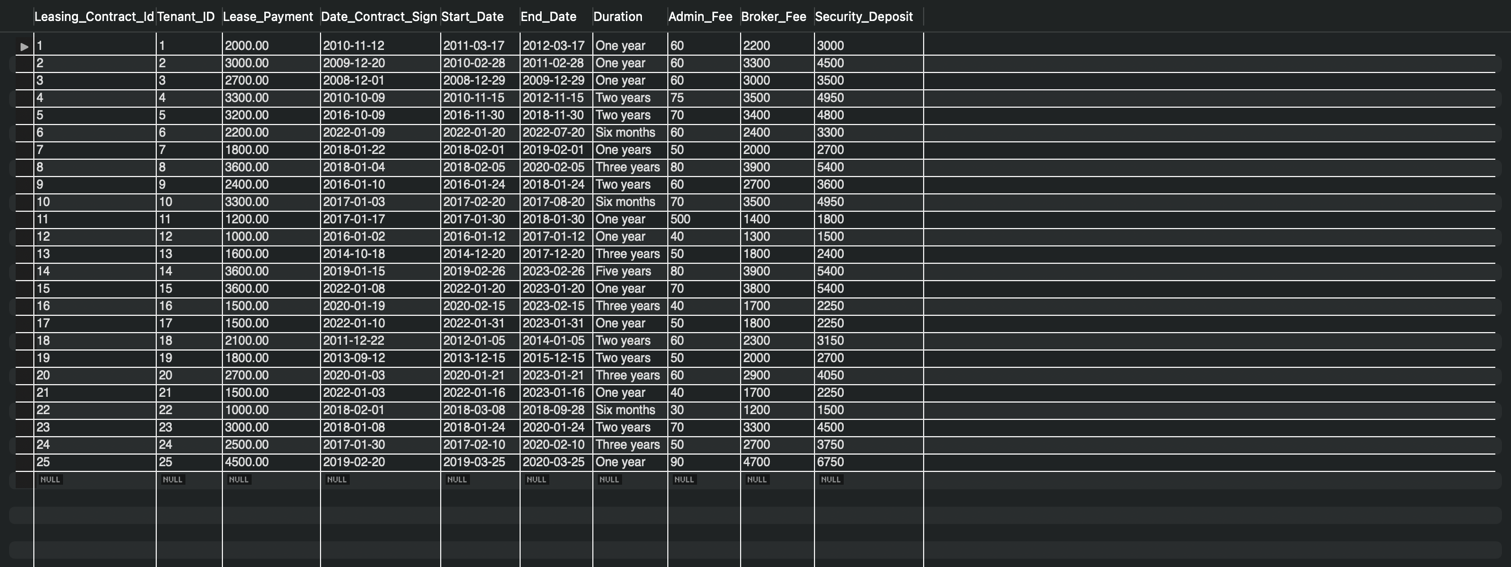 Leasing_Contract_Id Tenant_ID Lease_Payment Date_Contract_Sign Start_Date End_Date Duration Admin_Fee Broker_Fee Security_Deposit
1 1 2000.00 2010-11-12 2011-03-17 2012-03-17 One year 60 2200 3000
2 2 3000.00 2009-12-20 2010-02-28 2011-02-28 One year 60 3300 4500
3 3 2700.00 2008-12-01 2008-12-29 2009-12-29 One year 60 3000 3500
4 4 3300.00 2010-10-09 2010-11-15 2012-11-15 Two years 75 3500 4950
5 5 3200.00 2016-10-09 2016-11-30 2018-11-30 Two years 70 3400 4800
6 6 2200.00 2022-01-09 2022-01-20 2022-07-20 Six months 60 2400 3300
7 7 1800.00 2018-01-22 2018-02-01 2019-02-01 One years 50 2000 2700
8 8 3600.00 2018-01-04 2018-02-05 2020-02-05 Three years 80 3900 5400
9 9 2400.00 2016-01-10 2016-01-24 2018-01-24 Two years 60 2700 3600
10 10 3300.00 2017-01-03 2017-02-20 2017-08-20 Six months 70 3500 4950
11 11 1200.00 2017-01-17 2017-01-30 2018-01-30 One year 500 1400 1800
12 12 1000.00 2016-01-02 2016-01-12 2017-01-12 One year 40 1300 1500
13 13 1600.00 2014-10-18 2014-12-20 2017-12-20 Three years 50 1800 2400
14 14 3600.00 2019-01-15 2019-02-26 2023-02-26 Five years 80 3900 5400
15 15 3600.00 2022-01-08 2022-01-20 2023-01-20 One year 70 3800 5400
16 16 1500.00 2020-01-19 2020-02-15 2023-02-15 Three years 40 1700 2250
17 17 1500.00 2022-01-10 2022-01-31 2023-01-31 One year 50 1800 2250
18 18 2100.00 2011-12-22 2012-01-05 2014-01-05 Two years 60 2300 3150
19 19 1800.00 2013-09-12 2013-12-15 2015-12-15 Two years 50 2000 2700
20 20 2700.00 2020-01-03 2020-01-21 2023-01-21 Three years 60 2900 4050
21 21 1500.00 2022-01-03 2022-01-16 2023-01-16 One year 40 1700 2250
22 22 1000.00 2018-02-01 2018-03-08 2018-09-28 Six months 30 1200 1500
23 23 3000.00 2018-01-08 2018-01-24 2020-01-24 Two years 70 3300 4500
24 24 2500.00 2017-01-30 2017-02-10 2020-02-10 Three years 50 2700 3750
25 25 4500.00 2019-02-20 2019-03-25 2020-03-25 One year 90 4700 6750
NULL NULL NULL NULL NULL NULL NULL NULL NULL NULL